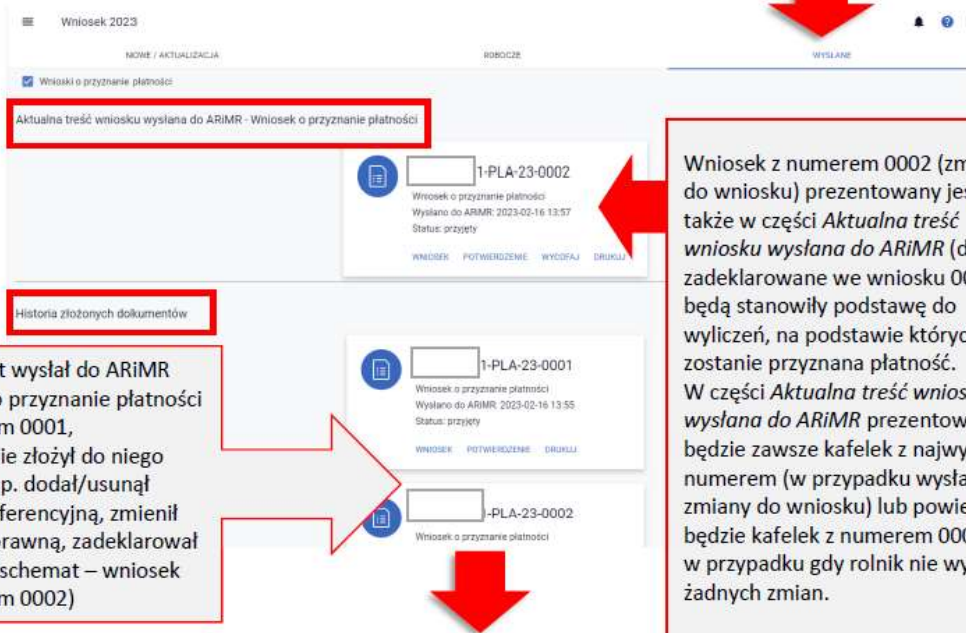 Wniosek 2023
NOWE / AKTUALIZACJA
ROBOCZE
WYSŁANE
Wnioski o przyznanie płatności
Aktualna treść wniosku wysłana do ARiMR - Wniosek o przyznanie płatności
1-PLA-23-0002
Wniosek o przyznanie płatności
Wysłano do ARiMR: 2023-02-16 13:57
Status: przyjęty
WNIOSEK POTWIERDZENIE WYCOFAJ DRUKUJ
Historia złożonych dokumentów
1-PLA-23-0001
Wniosek o przyznanie płatności
Wysłano do ARiMR: 2023-02-16 13:55
Status: przyjęty
WNIOSEK POTWIERDZENIE DRUKUJ
-PLA-23-0002
Wniosek o przyznanie płatności
t wysłał do ARiMR
o przyznanie płatności
m 0001,
ie złożył do niego
p. dodał/usunął
ferencyjną, zmienił
rawną, zadeklarował
schemat – wniosek
m 0002)
Wniosek z numerem 0002 (zm
do wniosku) prezentowany je
także w części Aktualna treść
wniosku wysłana do ARiMR (d
zadeklarowane we wniosku 00
będą stanowiły podstawę do
wyliczeń, na podstawie któryc
zostanie przyznana płatność.
W części Aktualna treść wnios
wysłana do ARiMR prezentow
będzie zawsze kafelek z najwy
numerem (w przypadku wysła
zmiany do wniosku) lub powie
będzie kafelek z numerem 000
w przypadku gdy rolnik nie wy
żadnych zmian.